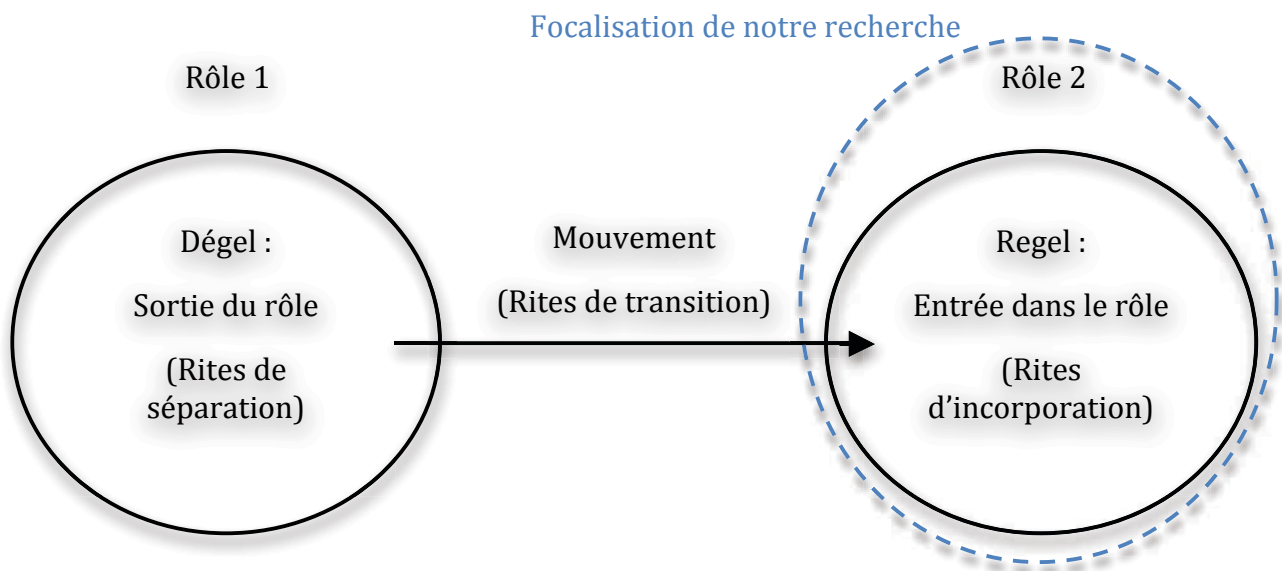 Focalisation de notre recherche
Rôle 1
Rôle 2
Dégel :
Sortie du rôle
(Rites de
séparation)
Mouvement
(Rites de transition)
Regel :
Entrée dans le rôle
(Rites
d’incorporation)